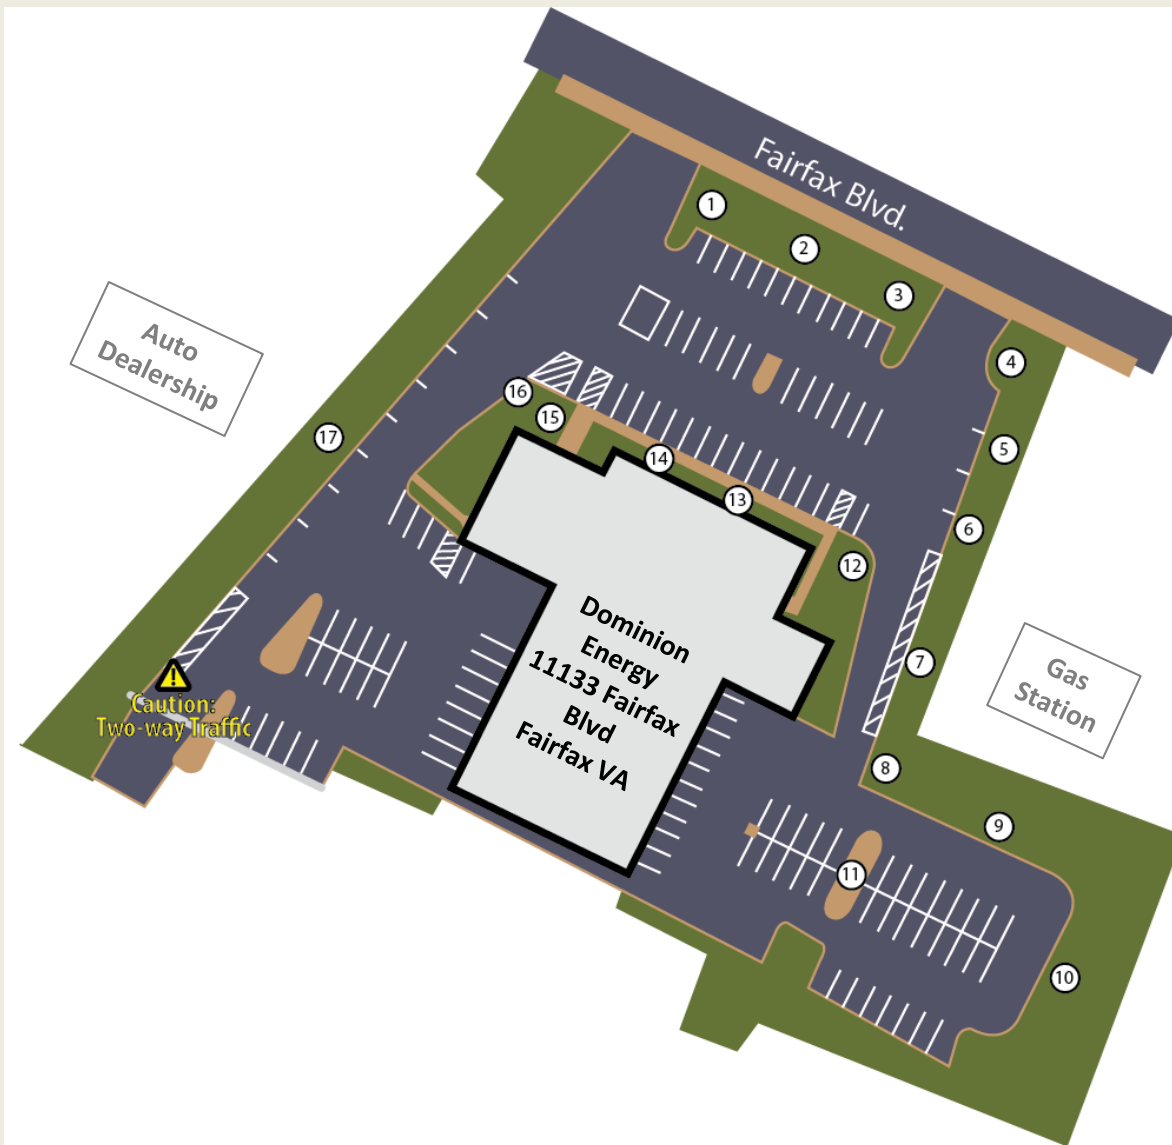 Fairfax Blvd.
1
2
3
4
Auto
Dealership
16
15
17
14
5
13
6
12
Dominion
Energy
11133 Fairfax
Blvd
Fairfax VA
7
Gas
Station
Caution:
Two-way Traffic
8
9
11
10